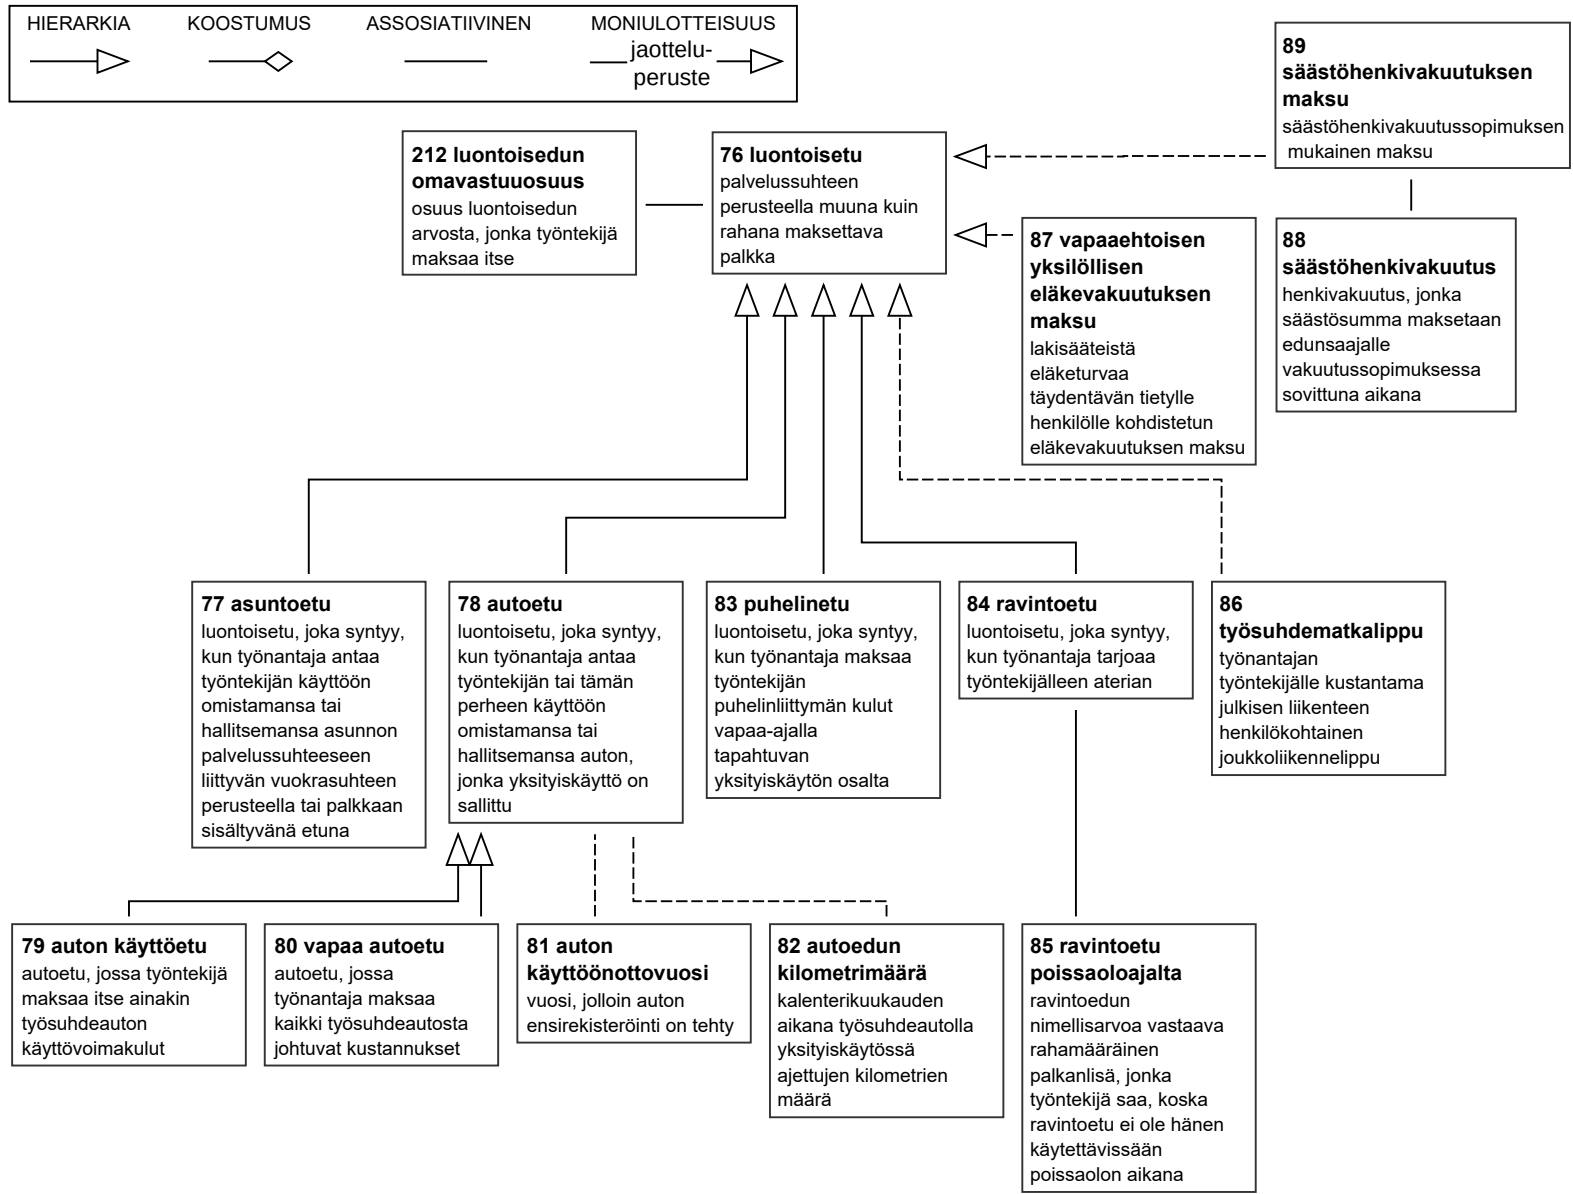 HIERARKIA
KOOSTUMUS
ASSOSIATIIVINEN
MONIULOTTEISUUS
jaottelu-
peruste
89
säästöhenkivakuutuksen
maksu
säästöhenkivakuutussopimuksen
mukainen maksu
212 luontoisedun
omavastuuosuus
osuus luontoisedun
arvosta, jonka työntekijä
maksaa itse
76 luontoisetu
palvelussuhteen
perusteella muuna kuin
rahana maksettava
palkka
87 vapaaehtoisen
yksilöllisen
eläkevakuutuksen
maksu
lakisääteistä
eläketurvaa
täydentävän tietylle
henkilölle kohdistetun
eläkevakuutuksen maksu
88
säästöhenkivakuutus
henkivakuutus, jonka
säästösumma maksetaan
edunsaajalle
vakuutussopimuksessa
sovittuna aikana
77 asuntoetu
luontoisetu, joka syntyy,
kun työnantaja antaa
työntekijän käyttöön
omistamansa tai
hallitsemansa asunnon
palvelussuhteeseen
liittyvän vuokrasuhteen
perusteella tai palkkaan
sisältyvänä etuna
78 autoetu
luontoisetu, joka syntyy,
kun työnantaja antaa
työntekijän tai tämän
perheen käyttöön
omistamansa tai
hallitsemansa auton,
jonka yksityiskäyttö on
sallittu
83 puhelinetu
luontoisetu, joka syntyy,
kun työnantaja maksaa
työntekijän
puhelinliittymän kulut
vapaa-ajalla
tapahtuvan
yksityiskäytön osalta
84 ravintoetu
luontoisetu, joka syntyy,
kun työnantaja tarjoaa
työntekijälleen aterian
86
työsuhdematkalippu
työnantajan
työntekijälle kustantama
julkisen liikenteen
henkilökohtainen
joukkoliikennelippu
79 auton käyttöetu
autoetu, jossa työntekijä
maksaa itse ainakin
työsuhdeauton
käyttövoimakulut
80 vapaa autoetu
autoetu, jossa
työnantaja maksaa
kaikki työsuhdeautosta
johtuvat kustannukset
81 auton
käyttöönottovuosi
vuosi, jolloin auton
ensirekisteröinti on tehty
82 autoedun
kilometrimäärä
kalenterikuukauden
aikana työsuhdeautolla
yksityiskäytössä
ajettujen kilometrien
määrä
85 ravintoetu
poissaoloajalta
ravintoedun
nimellisarvoa vastaava
rahamääräinen
palkanlisä, jonka
työntekijä saa, koska
ravintoetu ei ole hänen
käytettävissään
poissaolon aikana